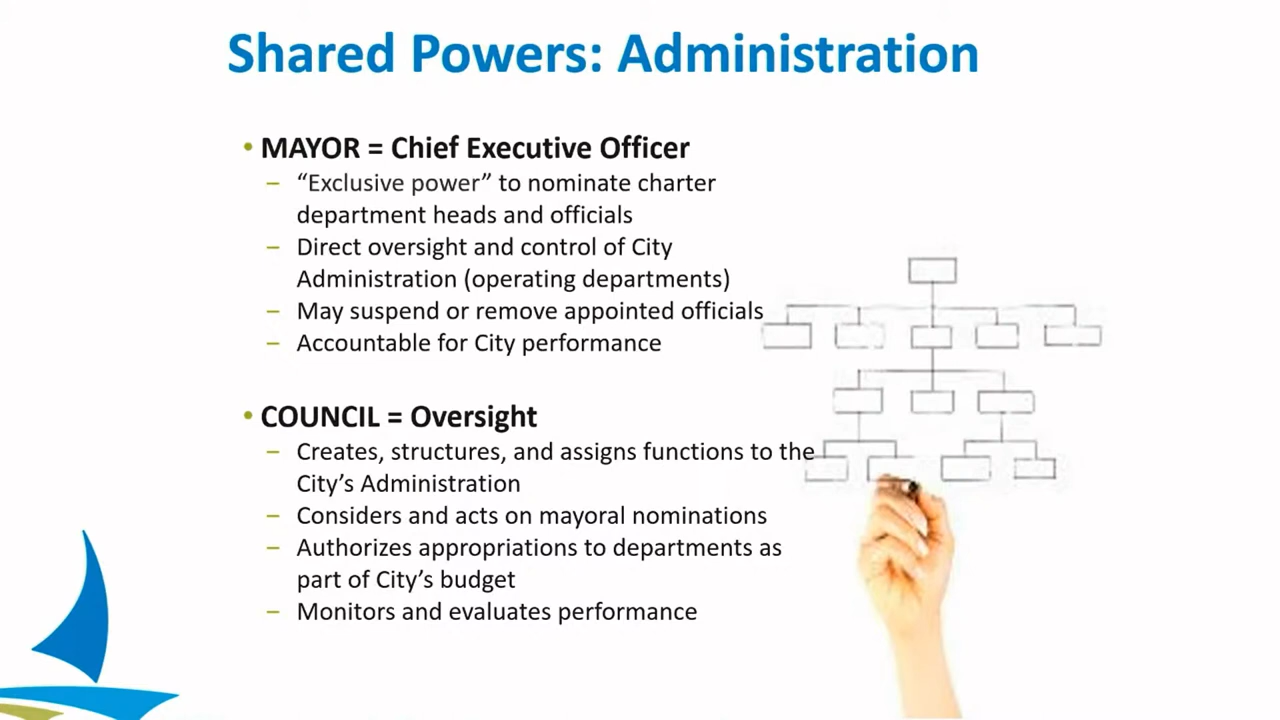 Shared Powers: Administration
• MAYOR = Chief Executive Officer
– “Exclusive power” to nominate charter
department heads and officials
– Direct oversight and control of City
Administration (operating departments)
– May suspend or remove appointed officials
– Accountable for City performance
• COUNCIL = Oversight
– Creates, structures, and assigns functions to the
City’s Administration
– Considers and acts on mayoral nominations
– Authorizes appropriations to departments as
part of City’s budget
– Monitors and evaluates performance